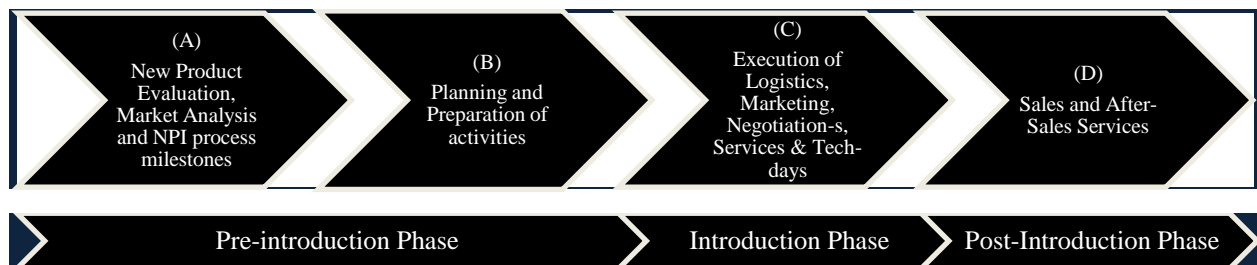 (A)
New Product
Evaluation,
Market Analysis
and NPI process
milestones
(B)
Planning and
Preparation of
activities
(C)
Execution of
Logistics,
Marketing,
Negotiation-s,
Services & Tech-
days
(D)
Sales and After-
Sales Services
Pre-introduction Phase
Introduction Phase
Post-Introduction Phase